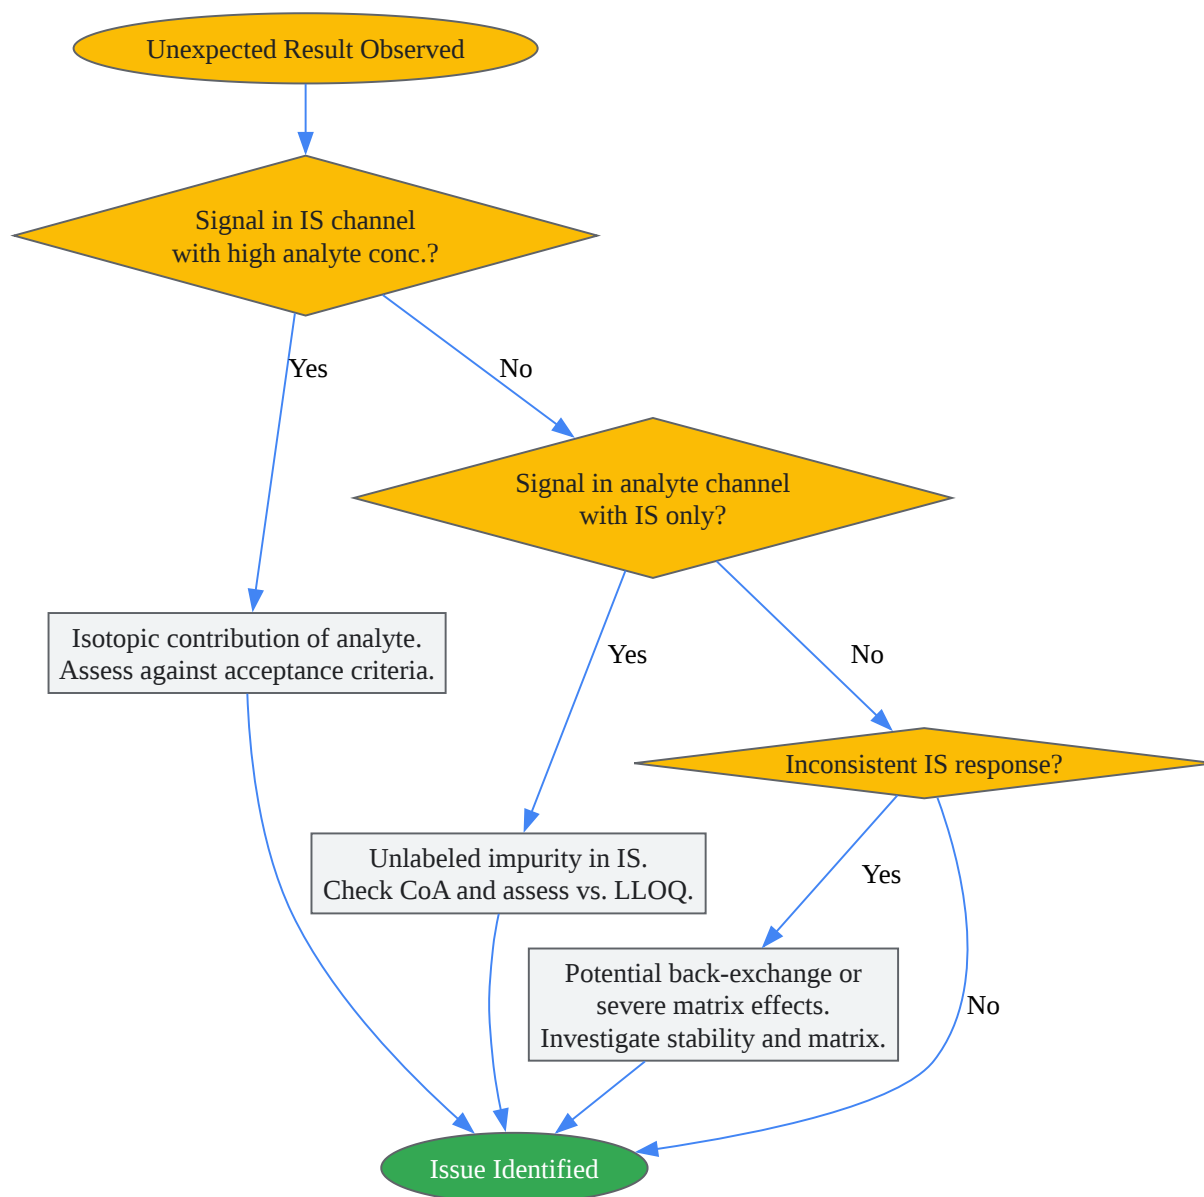 Unexpected Result Observed
Signal in IS channel
with high analyte conc.?
Yes
No
Signal in analyte channel
with IS only?
Isotopic contribution of analyte.
Assess against acceptance criteria.
Yes
No
Inconsistent IS response?
Unlabeled impurity in IS.
Check CoA and assess vs. LLOQ.
Yes
Potential back-exchange or
severe matrix effects.
Investigate stability and matrix.
No
Issue Identified